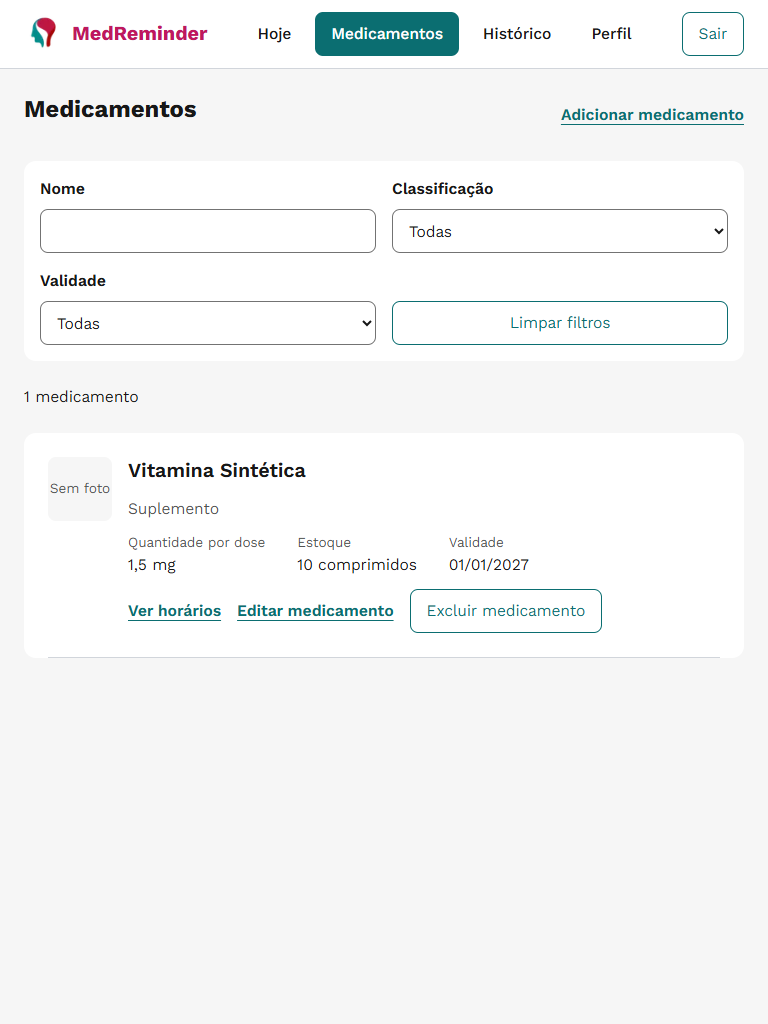 MedReminder
Hoje
Medicamentos
Histórico
Perfil
Sair
Medicamentos
Adicionar medicamento
Nome
Classificação
Todas
Validade
Todas
Limpar filtros
1 medicamento
Sem foto
Vitamina Sintética
Suplemento
Quantidade por dose
1,5 mg
Estoque
10 comprimidos
Validade
01/01/2027
Ver horários
Editar medicamento
Excluir medicamento